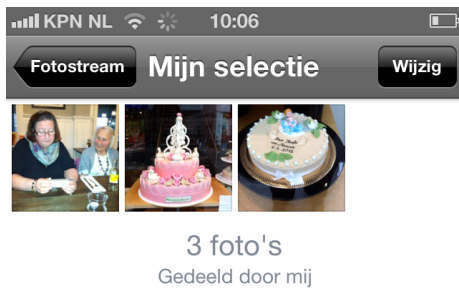 KPN NL 10:06
Fotostream Mijn selectie Wijzig
3 foto's
Gedeeld door mij